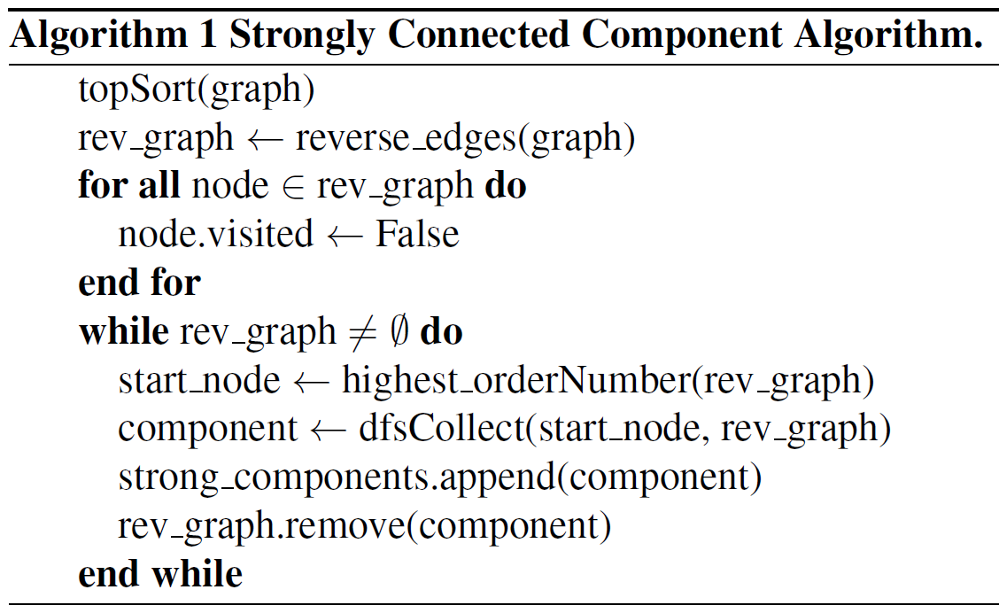 Algorithm 1 Strongly Connected Component Algorithm.
topSort(graph)
rev_graph ← reverse_edges(graph)
for all node ∈ rev_graph do
node.visited ← False
end for
while rev_graph ≠ ∅ do
start_node ← highest_orderNumber(rev_graph)
component ← dfsCollect(start_node, rev_graph)
strong_components.append(component)
rev_graph.remove(component)
end while